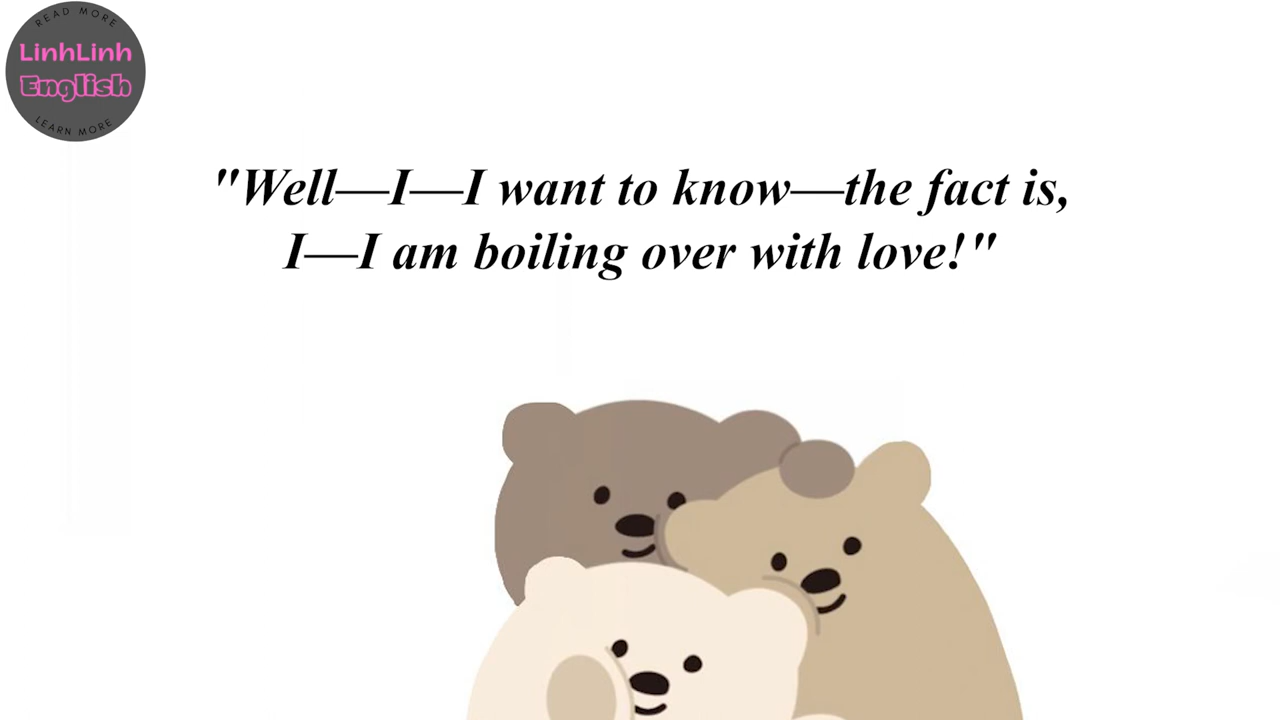 READ MORE
LinhLinh
English
LEARN MORE
"Well—I—I want to know—the fact is,
I—I am boiling over with love!"